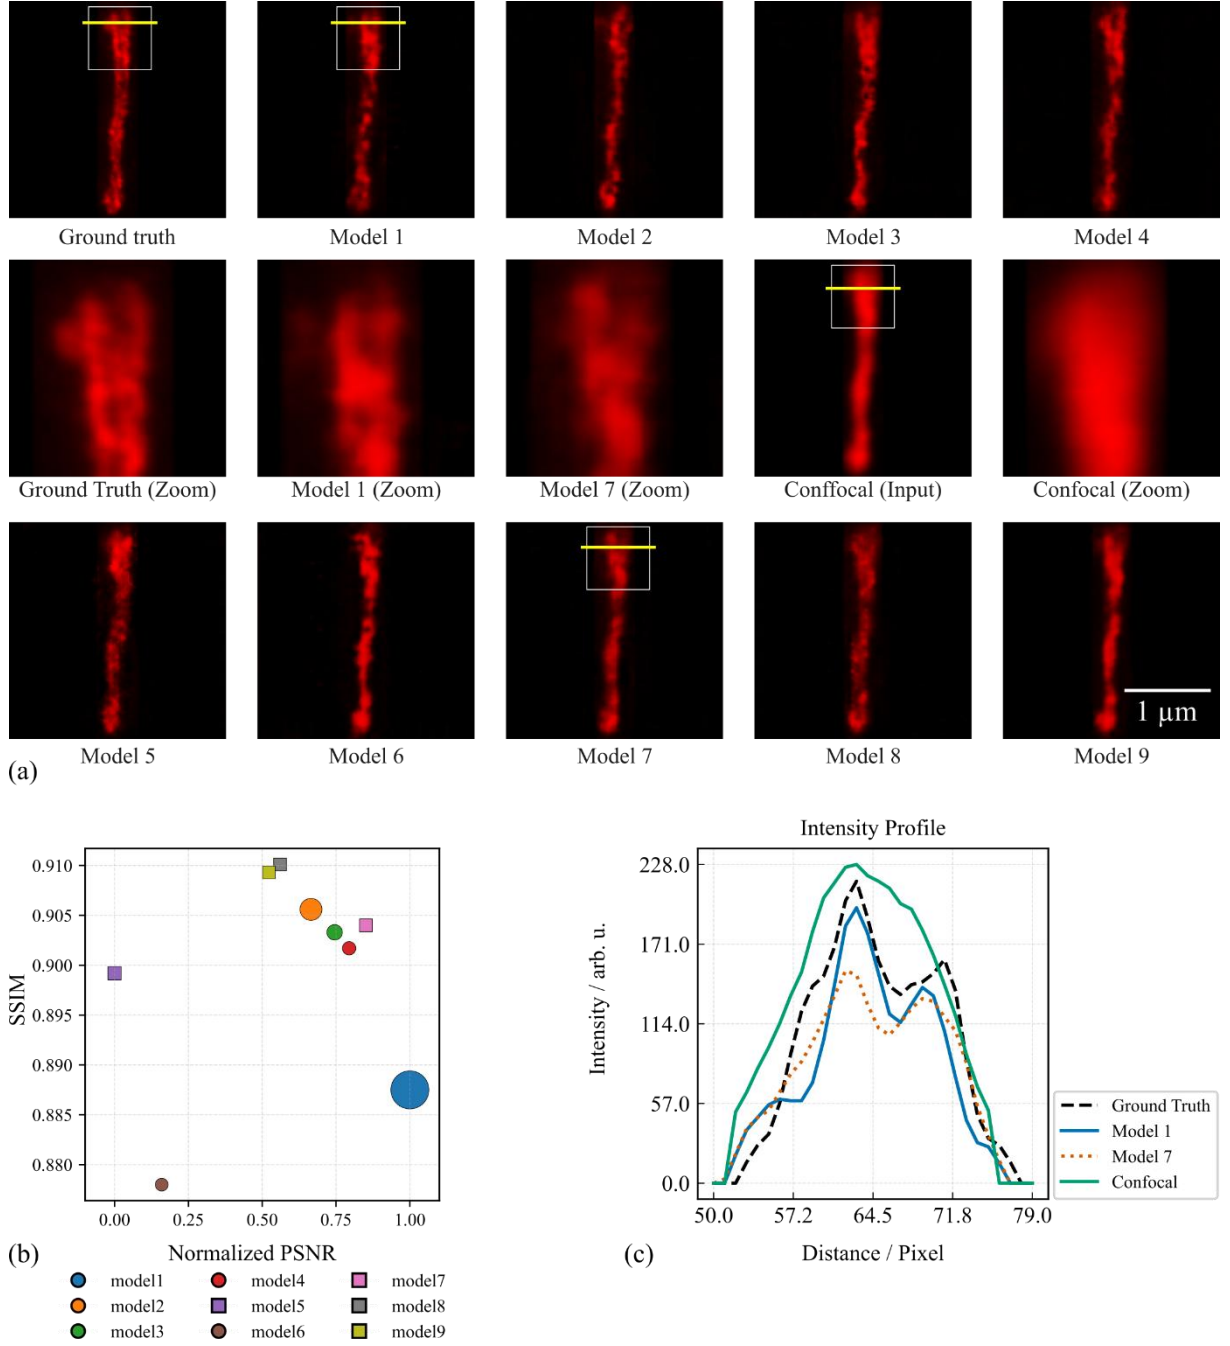 Ground truth
Model 1
Model 2
Model 3
Model 4
Ground Truth (Zoom)
Model 1 (Zoom)
Model 7 (Zoom)
Conffocal (Input)
Confocal (Zoom)
1 µm
Model 5
Model 6
Model 7
Model 8
Model 9
(a)
SSIM
0.910
0.905
0.900
0.895
0.890
0.885
0.880
0.00
0.25
0.50
0.75
1.00
(b)
Normalized PSNR
model1
model4
model7
model2
model5
model8
model3
model6
model9
Intensity Profile
Intensity / arb. u.
228.0
171.0
114.0
57.0
0.0
50.0
57.2
64.5
71.8
79.0
(c)
Distance / Pixel
Ground Truth
Model 1
Model 7
Confocal